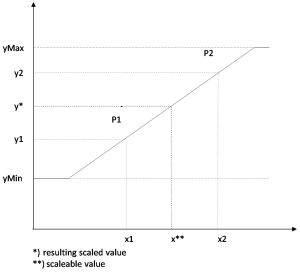 yMax
P2
y2
y*
P1
y1
yMin
x1 x** x2
*) resulting scaled value
**) scaleable value